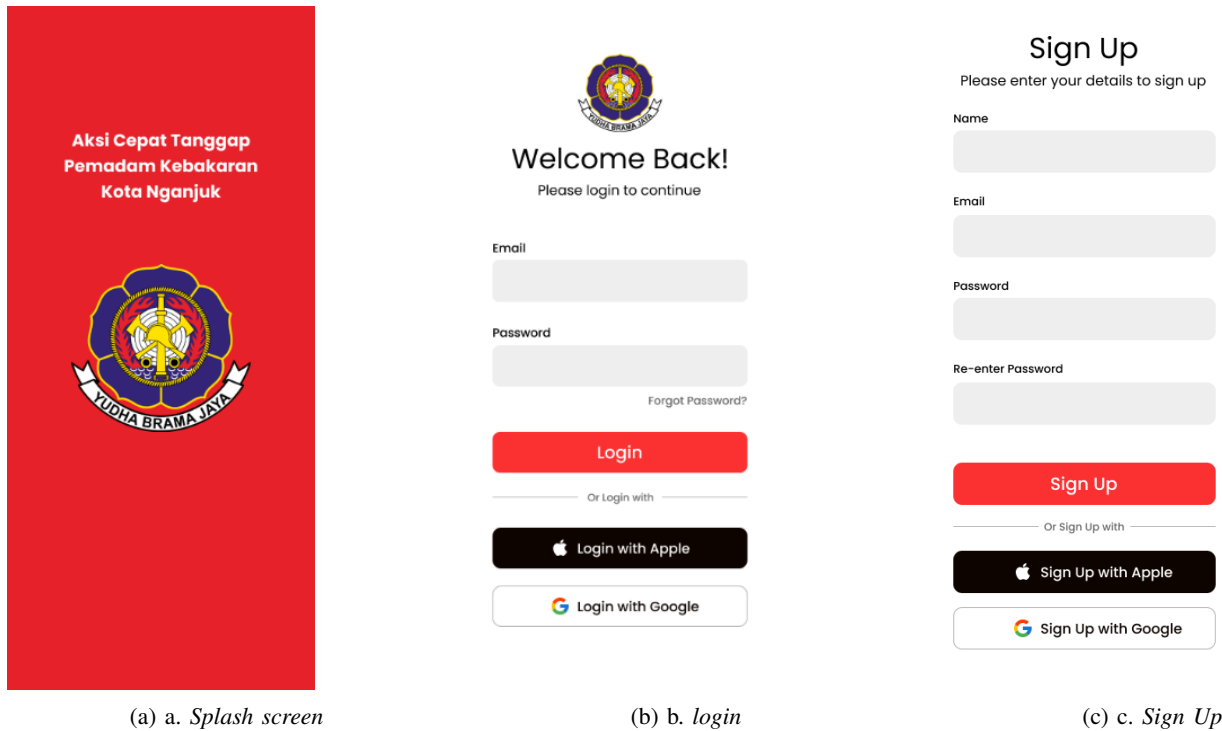 Aksi Cepat Tanggap
Pemadam Kebakaran
Kota Nganjuk
YUDHA BRAMA JAYA
(a) a. Splash screen
YUDHA BRAMA JAYA
Welcome Back!
Please login to continue
Email
Password
Forgot Password?
Login
Or Login with
Login with Apple
Login with Google
(b) b. login
Sign Up
Please enter your details to sign up
Name
Email
Password
Re-enter Password
Sign Up
Or Sign Up with
Sign Up with Apple
Sign Up with Google
(c) c. Sign Up